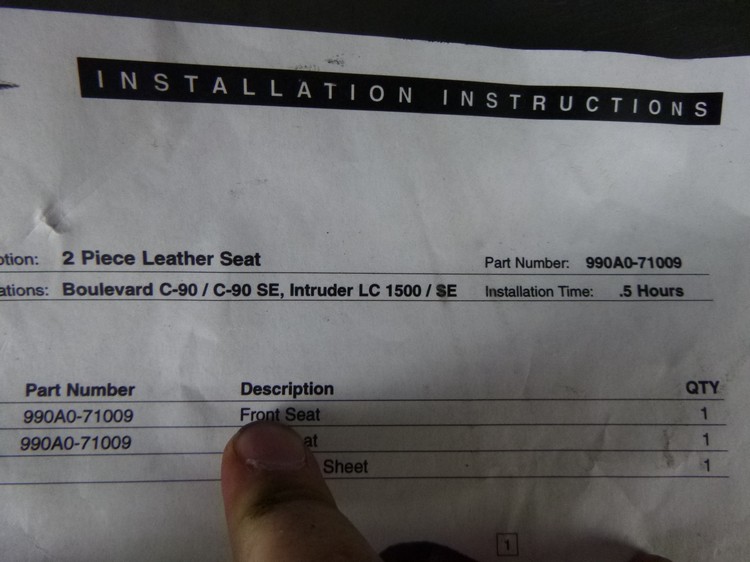 INSTALLATION INSTRUCTIONS
ption: 2 Piece Leather Seat Part Number: 990A0-71009
ations: Boulevard C-90 / C-90 SE, Intruder LC 1500 / SE Installation Time: .5 Hours
Part Number Description QTY
990A0-71009 Front Seat 1
990A0-71009 at 1
Sheet 1
1